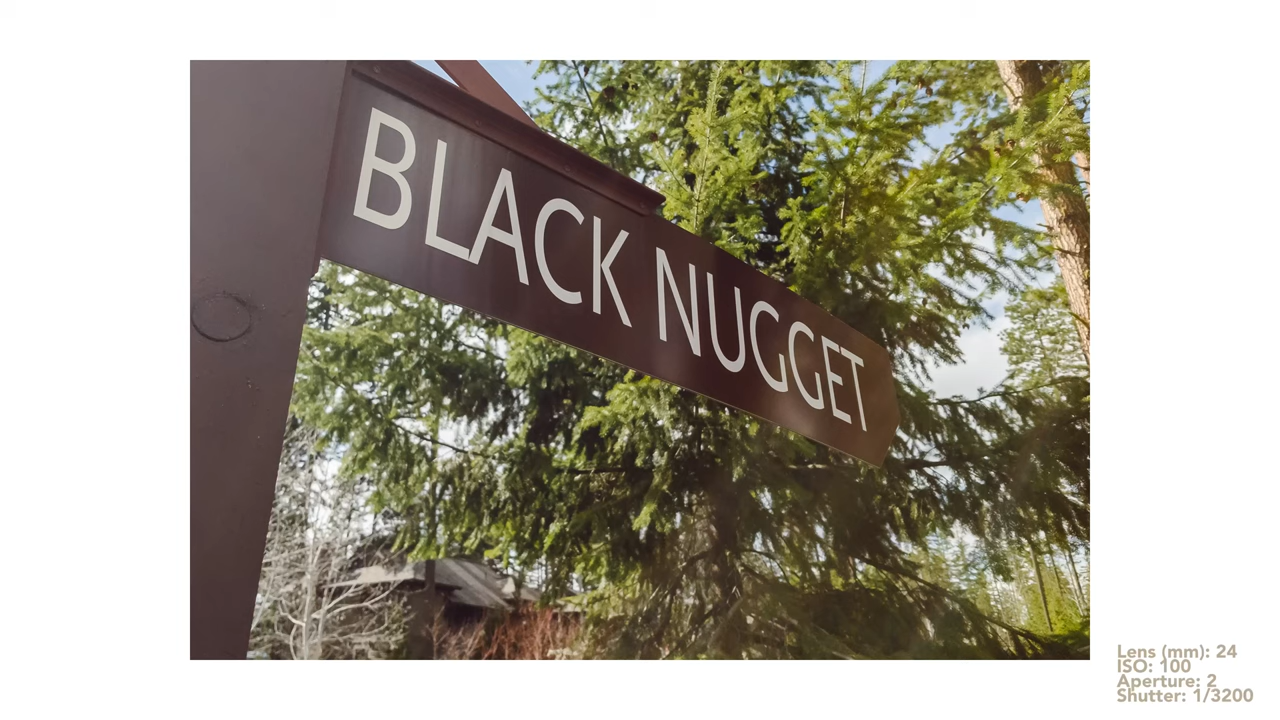 BLACK NUGGET
Lens (mm): 24
ISO: 100
Aperture: 2
Shutter: 1/3200